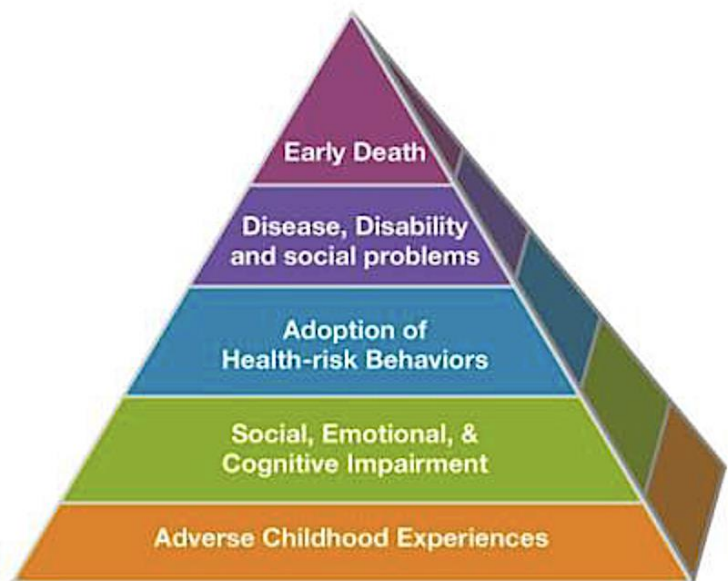 Early Death
Disease, Disability
and social problems
Adoption of
Health-risk Behaviors
Social, Emotional, &
Cognitive Impairment
Adverse Childhood Experiences